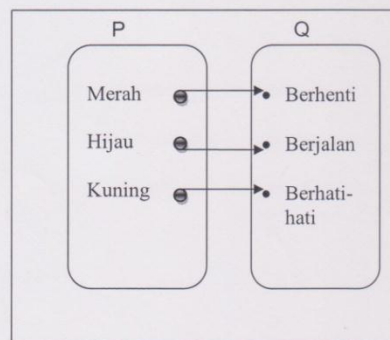 P Q
Merah Berhenti
Hijau Berjalan
Kuning Berhati-
hati